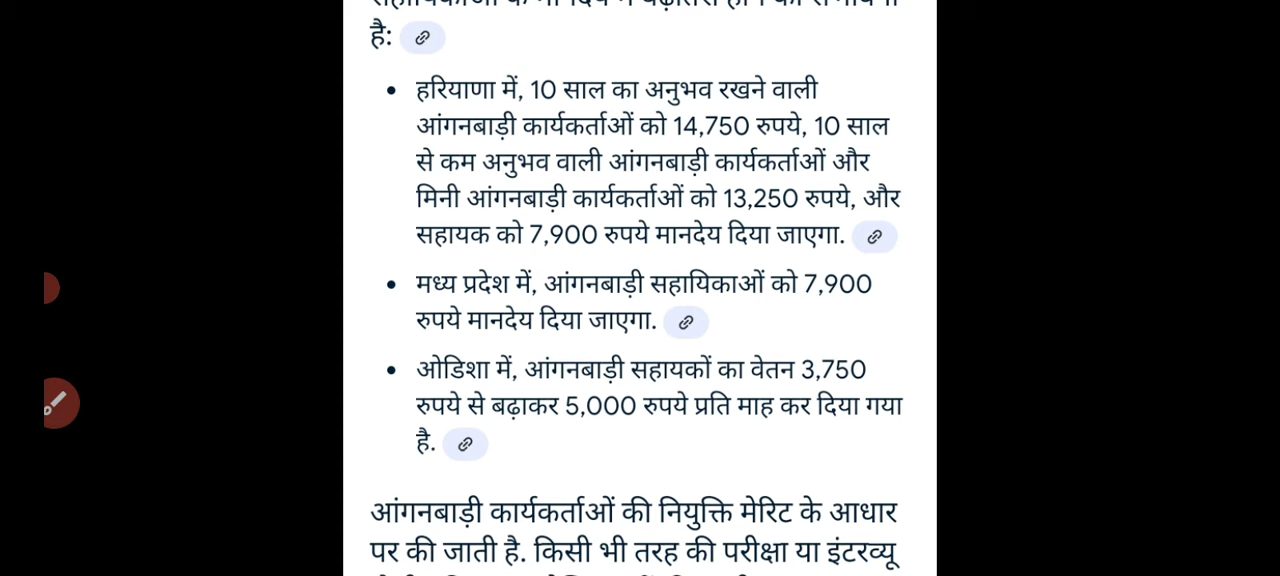 है:
• हरियाणा में, 10 साल का अनुभव रखने वाली
आंगनबाड़ी कार्यकर्ताओं को 14,750 रुपये, 10 साल
से कम अनुभव वाली आंगनबाड़ी कार्यकर्ताओं और
मिनी आंगनबाड़ी कार्यकर्ताओं को 13,250 रुपये, और
सहायक को 7,900 रुपये मानदेय दिया जाएगा.
• मध्य प्रदेश में, आंगनबाड़ी सहायिकाओं को 7,900
रुपये मानदेय दिया जाएगा.
• ओडिशा में, आंगनबाड़ी सहायकों का वेतन 3,750
रुपये से बढ़ाकर 5,000 रुपये प्रति माह कर दिया गया
है.
आंगनबाड़ी कार्यकर्ताओं की नियुक्ति मेरिट के आधार
पर की जाती है. किसी भी तरह की परीक्षा या इंटरव्यू